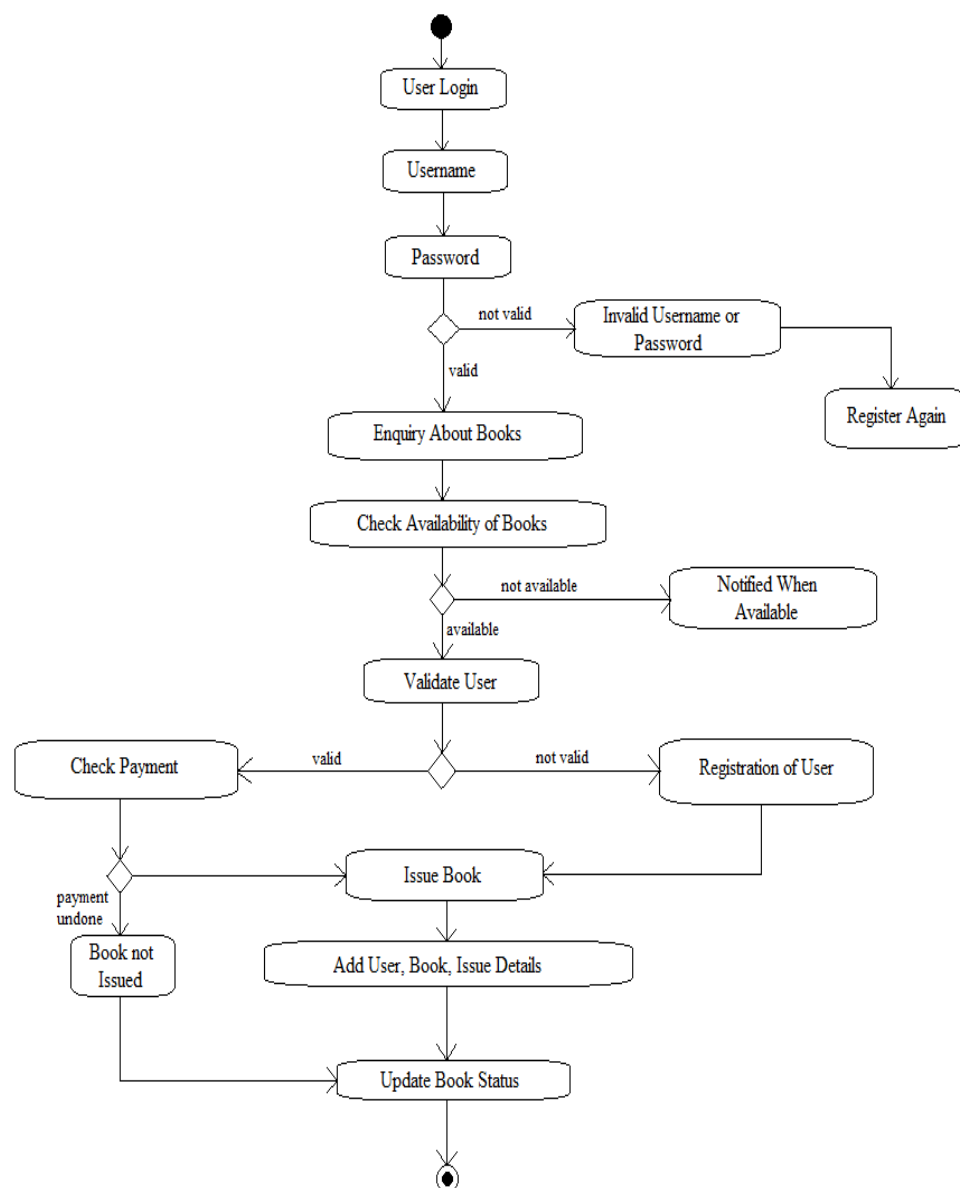 User Login
Username
Password
not valid
Invalid Username or
Password
valid
Register Again
Enquiry About Books
Check Availability of Books
not available
Notified When
Available
available
Validate User
Check Payment
valid
not valid
Registration of User
Issue Book
payment
undone
Book not
Issued
Add User, Book, Issue Details
Update Book Status